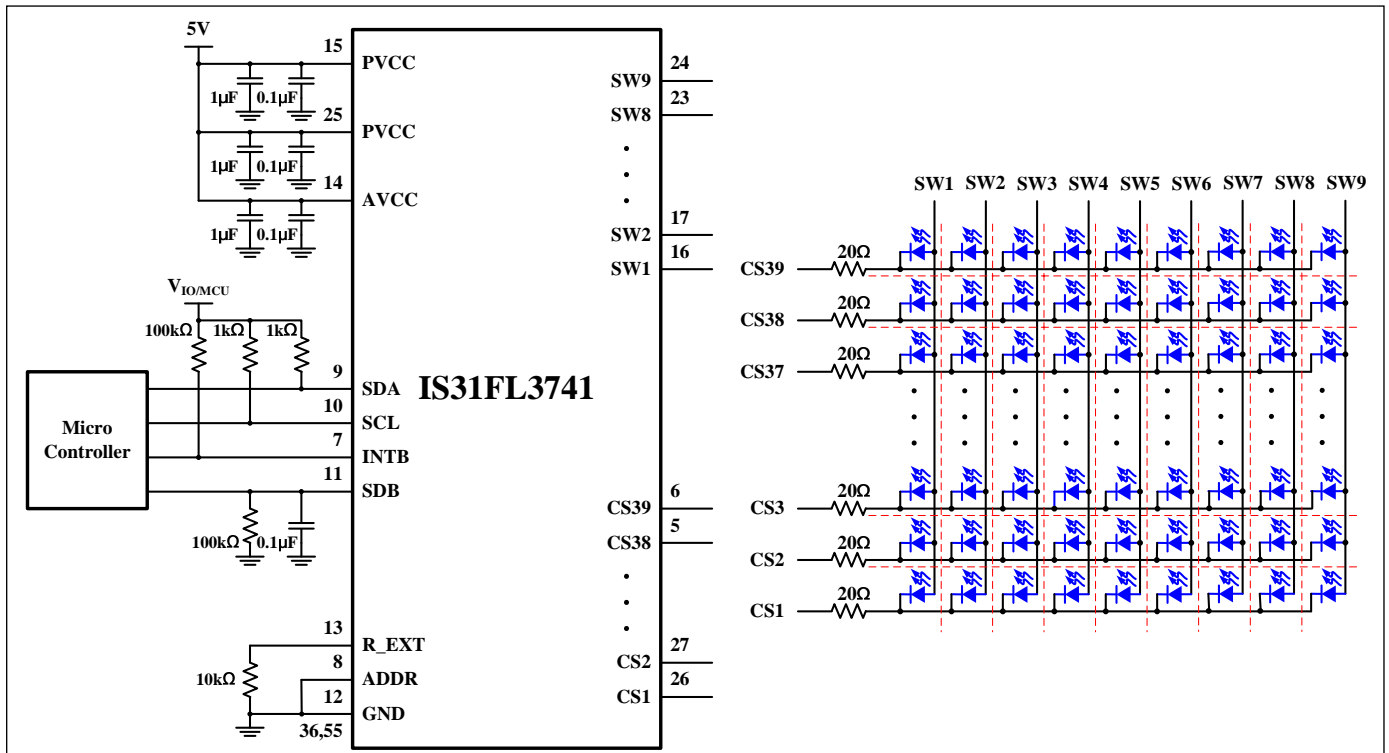 5V
15
PVCC
1µF
0.1µF
25
PVCC
1µF
0.1µF
14
AVCC
1µF
0.1µF
V_IO/MCU
100kΩ
1kΩ
1kΩ
Micro
Controller
9
SDA
10
SCL
7
INTB
11
SDB
100kΩ
0.1µF
13
R_EXT
8
ADDR
10kΩ
12
GND
36,55
IS31FL3741
24
SW9
23
SW8
17
SW2
16
SW1
6
CS39
5
CS38
27
CS2
26
CS1
SW1 SW2 SW3 SW4 SW5 SW6 SW7 SW8 SW9
20Ω
CS39
20Ω
CS38
20Ω
CS37
20Ω
CS3
20Ω
CS2
20Ω
CS1